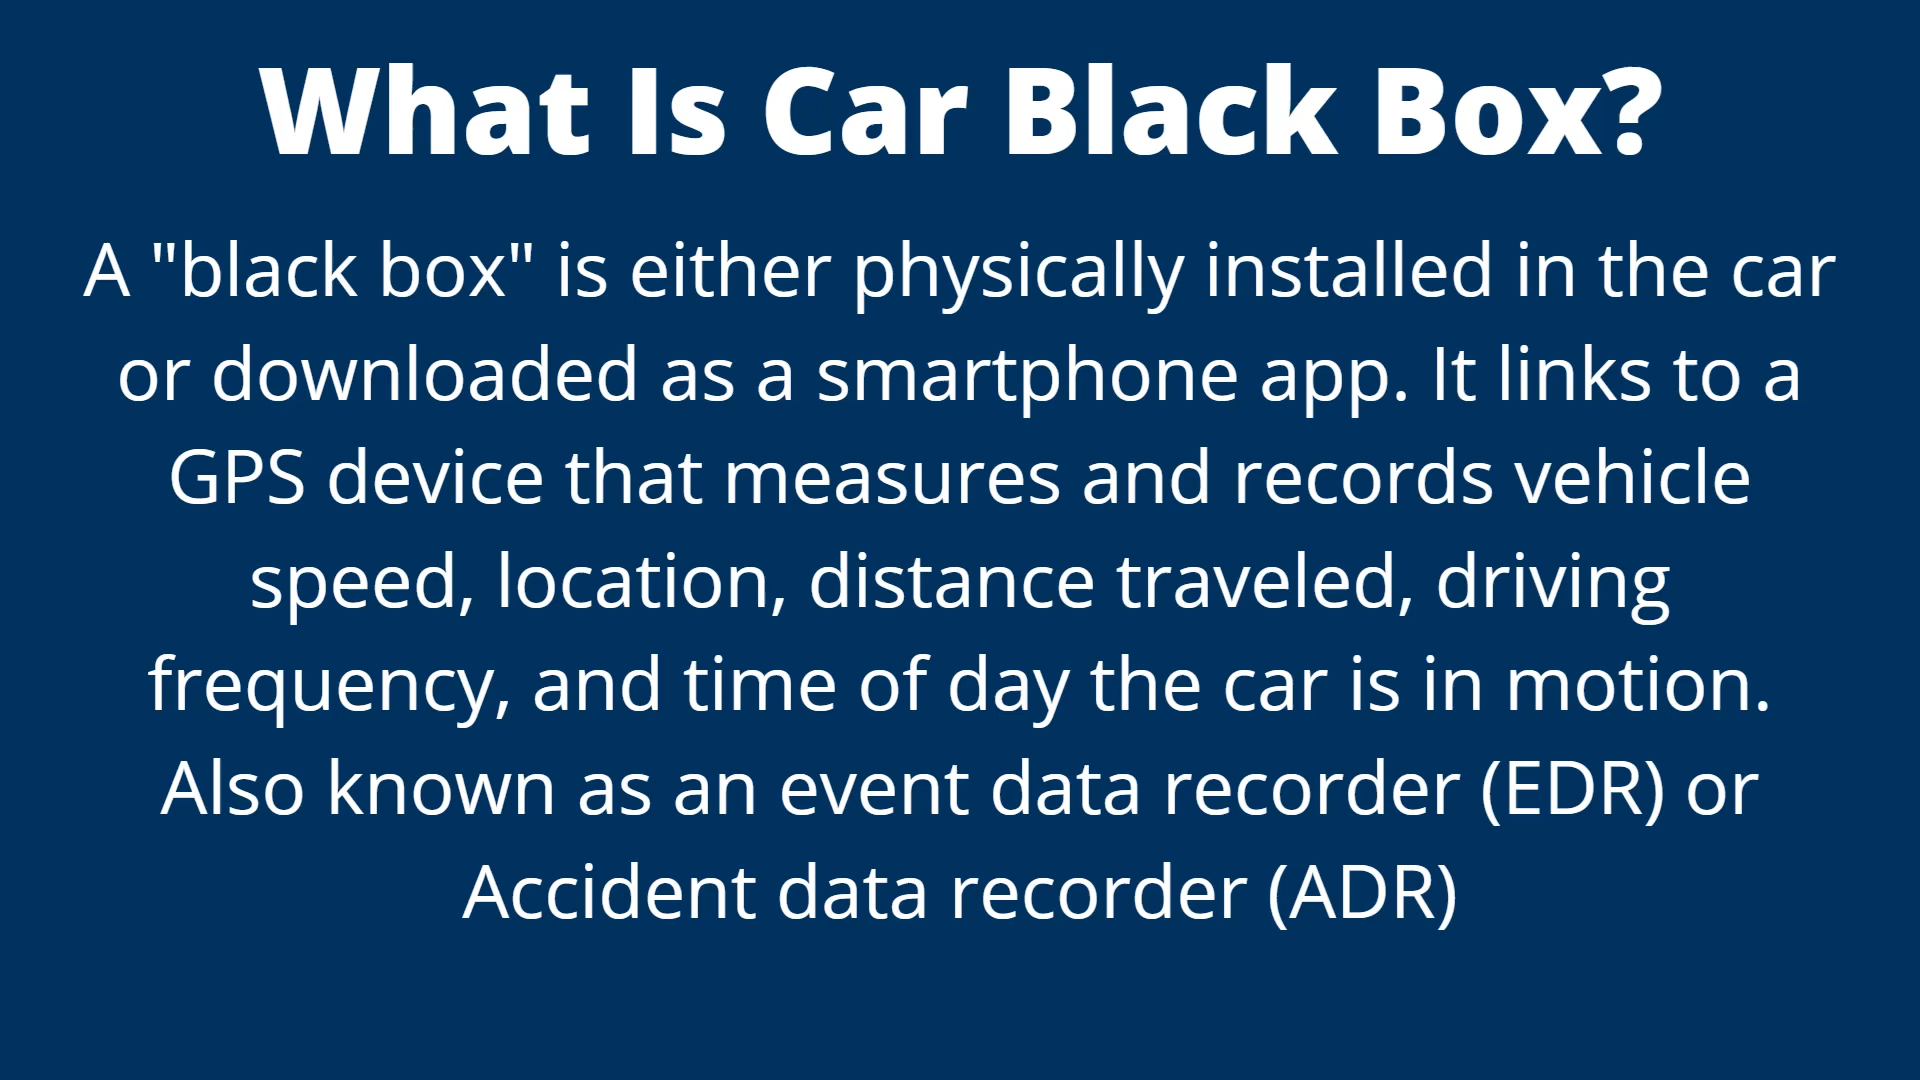 What Is Car Black Box?
A "black box" is either physically installed in the car
or downloaded as a smartphone app. It links to a
GPS device that measures and records vehicle
speed, location, distance traveled, driving
frequency, and time of day the car is in motion.
Also known as an event data recorder (EDR) or
Accident data recorder (ADR)